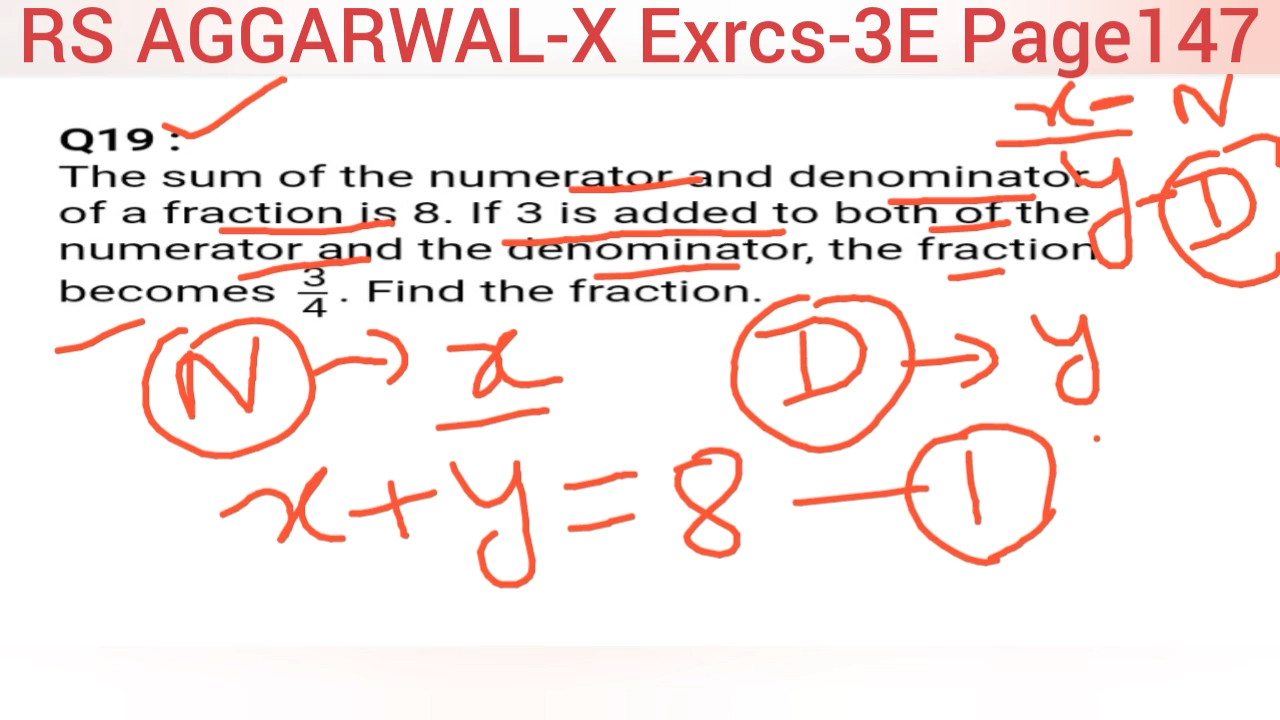 RS AGGARWAL-X Exrcs-3E Page147
Q19 :
The sum of the numerator and denominator
of a fraction is 8. If 3 is added to both of the
numerator and the denominator, the fraction
becomes 3/4. Find the fraction.
x - N
y - D
N → x D → y
x + y = 8 — 1